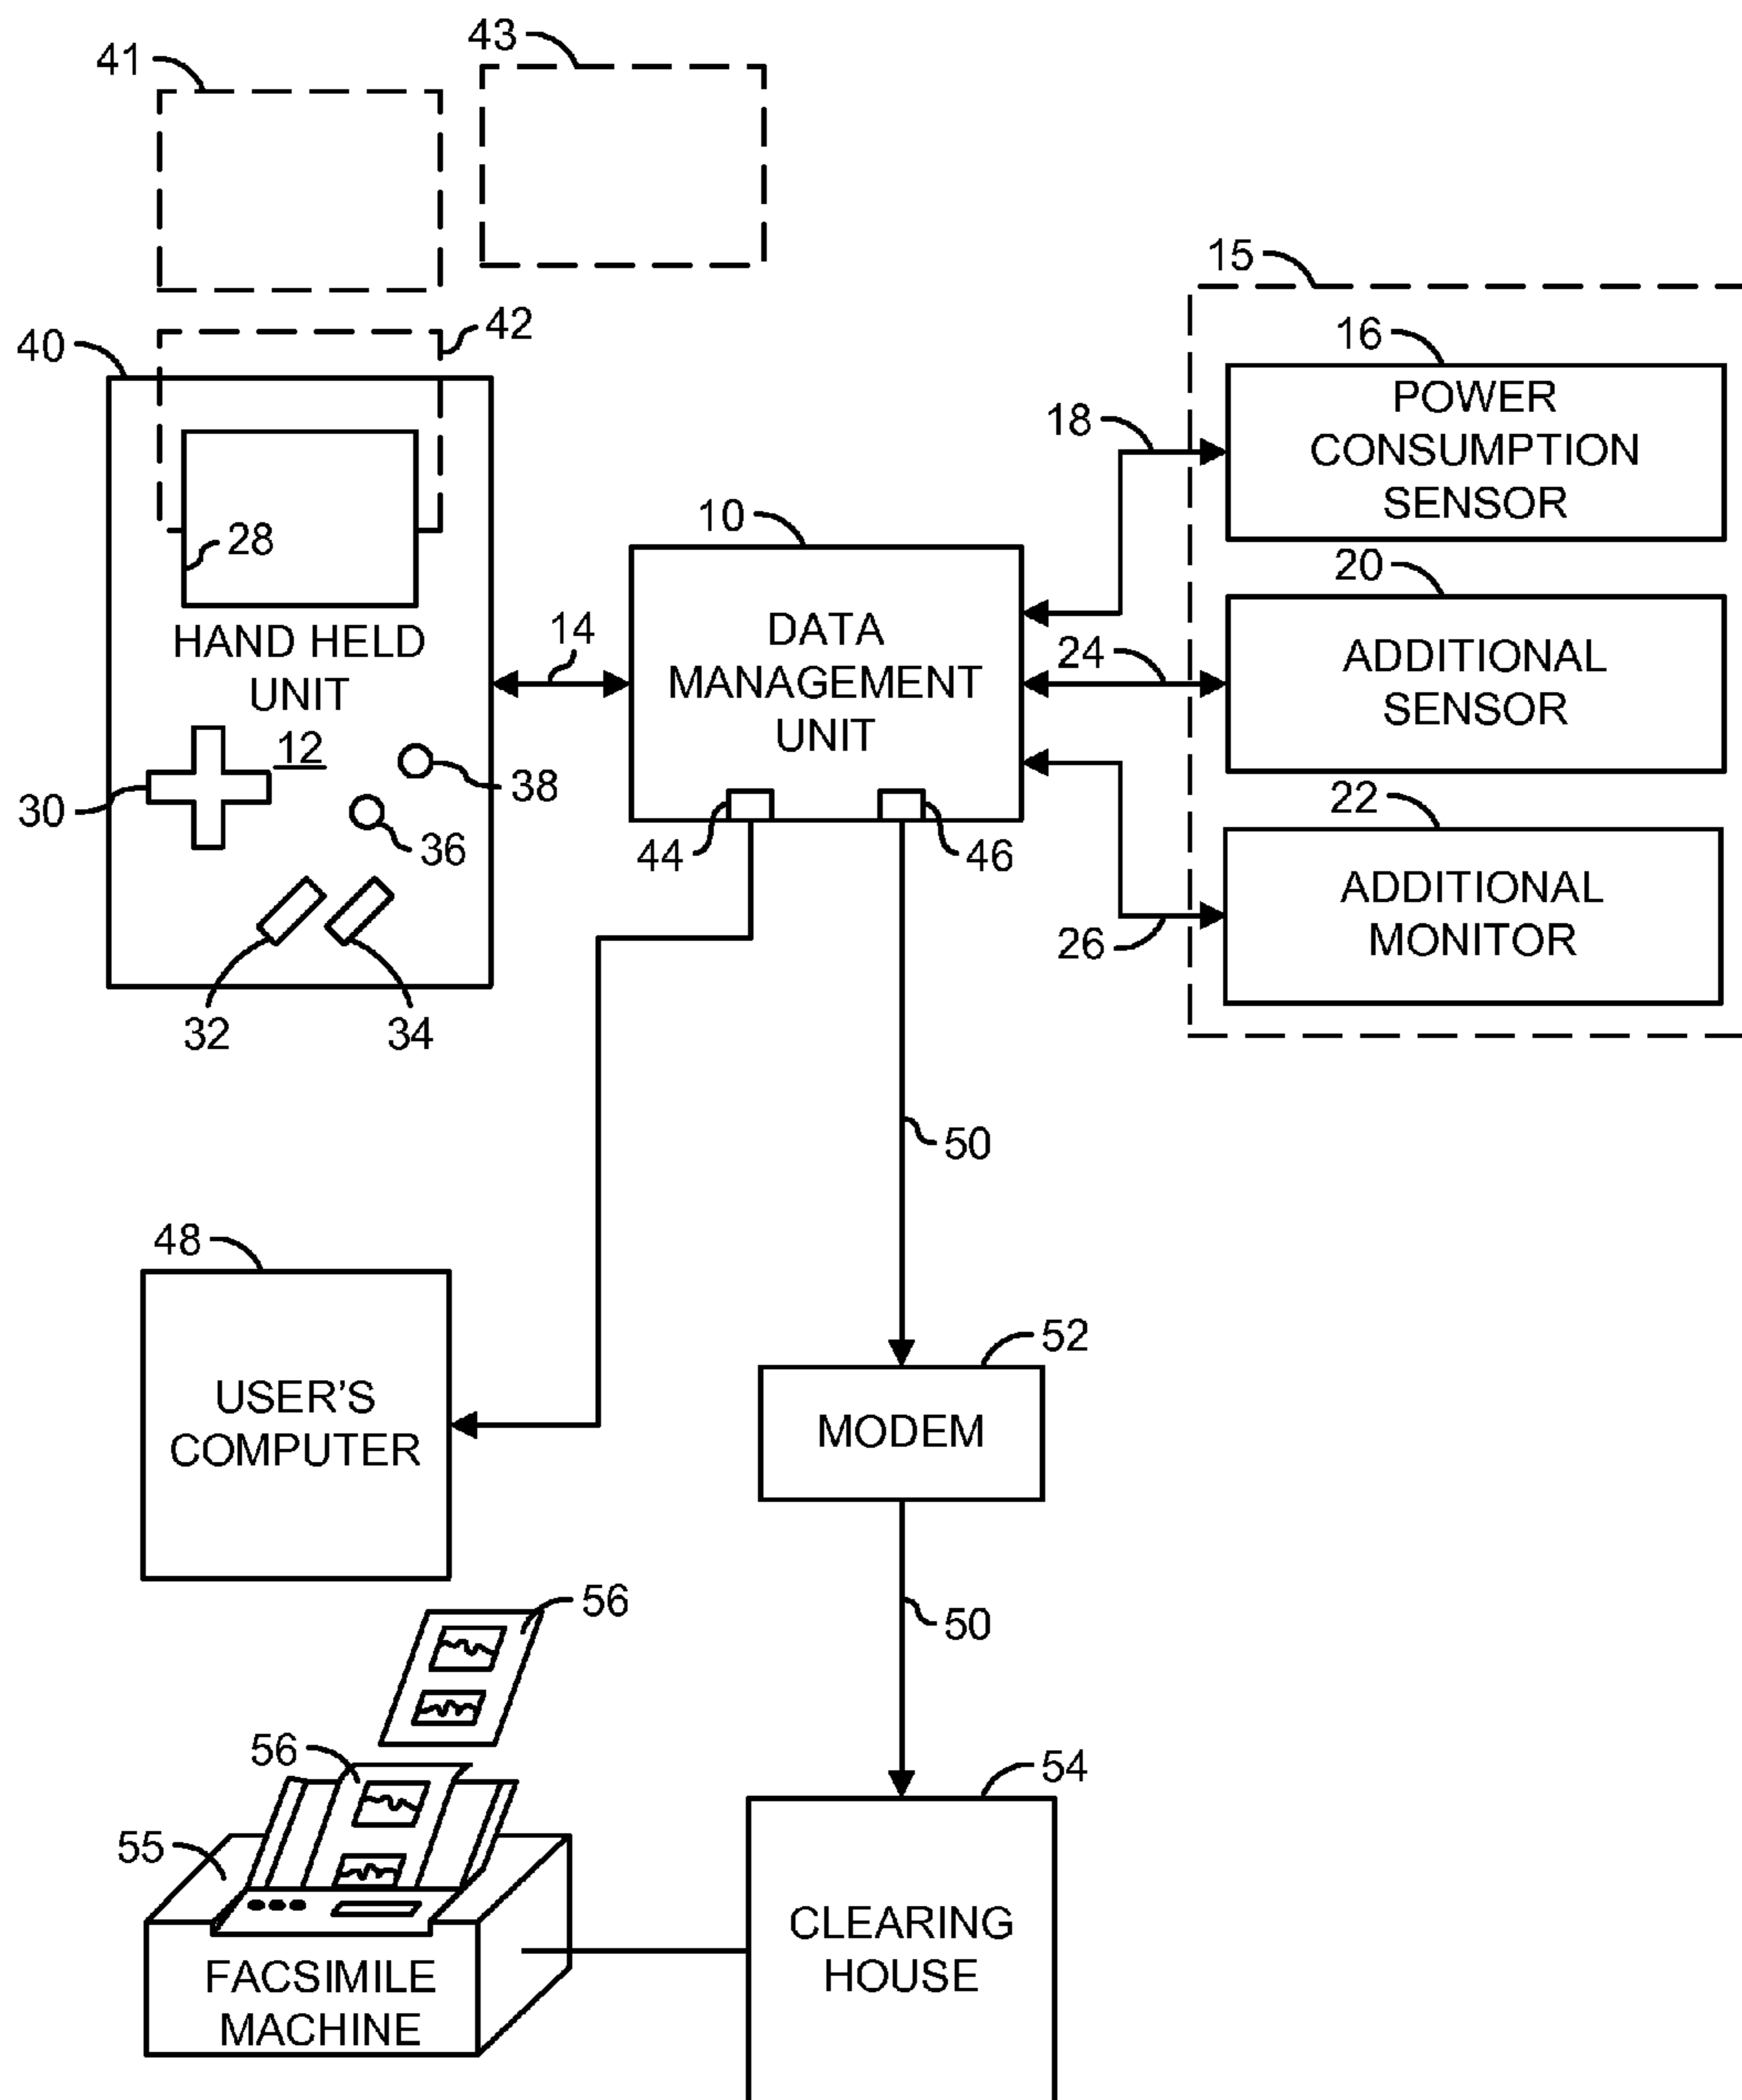 41
43
15
42
40
16
POWER
CONSUMPTION
SENSOR
18
10
28
20
HAND HELD
UNIT
12
14
DATA
MANAGEMENT
UNIT
24
ADDITIONAL
SENSOR
30
38
36
22
44
46
ADDITIONAL
MONITOR
26
32
34
50
48
52
USER'S
COMPUTER
MODEM
56
50
56
54
55
CLEARING
HOUSE
FACSIMILE
MACHINE